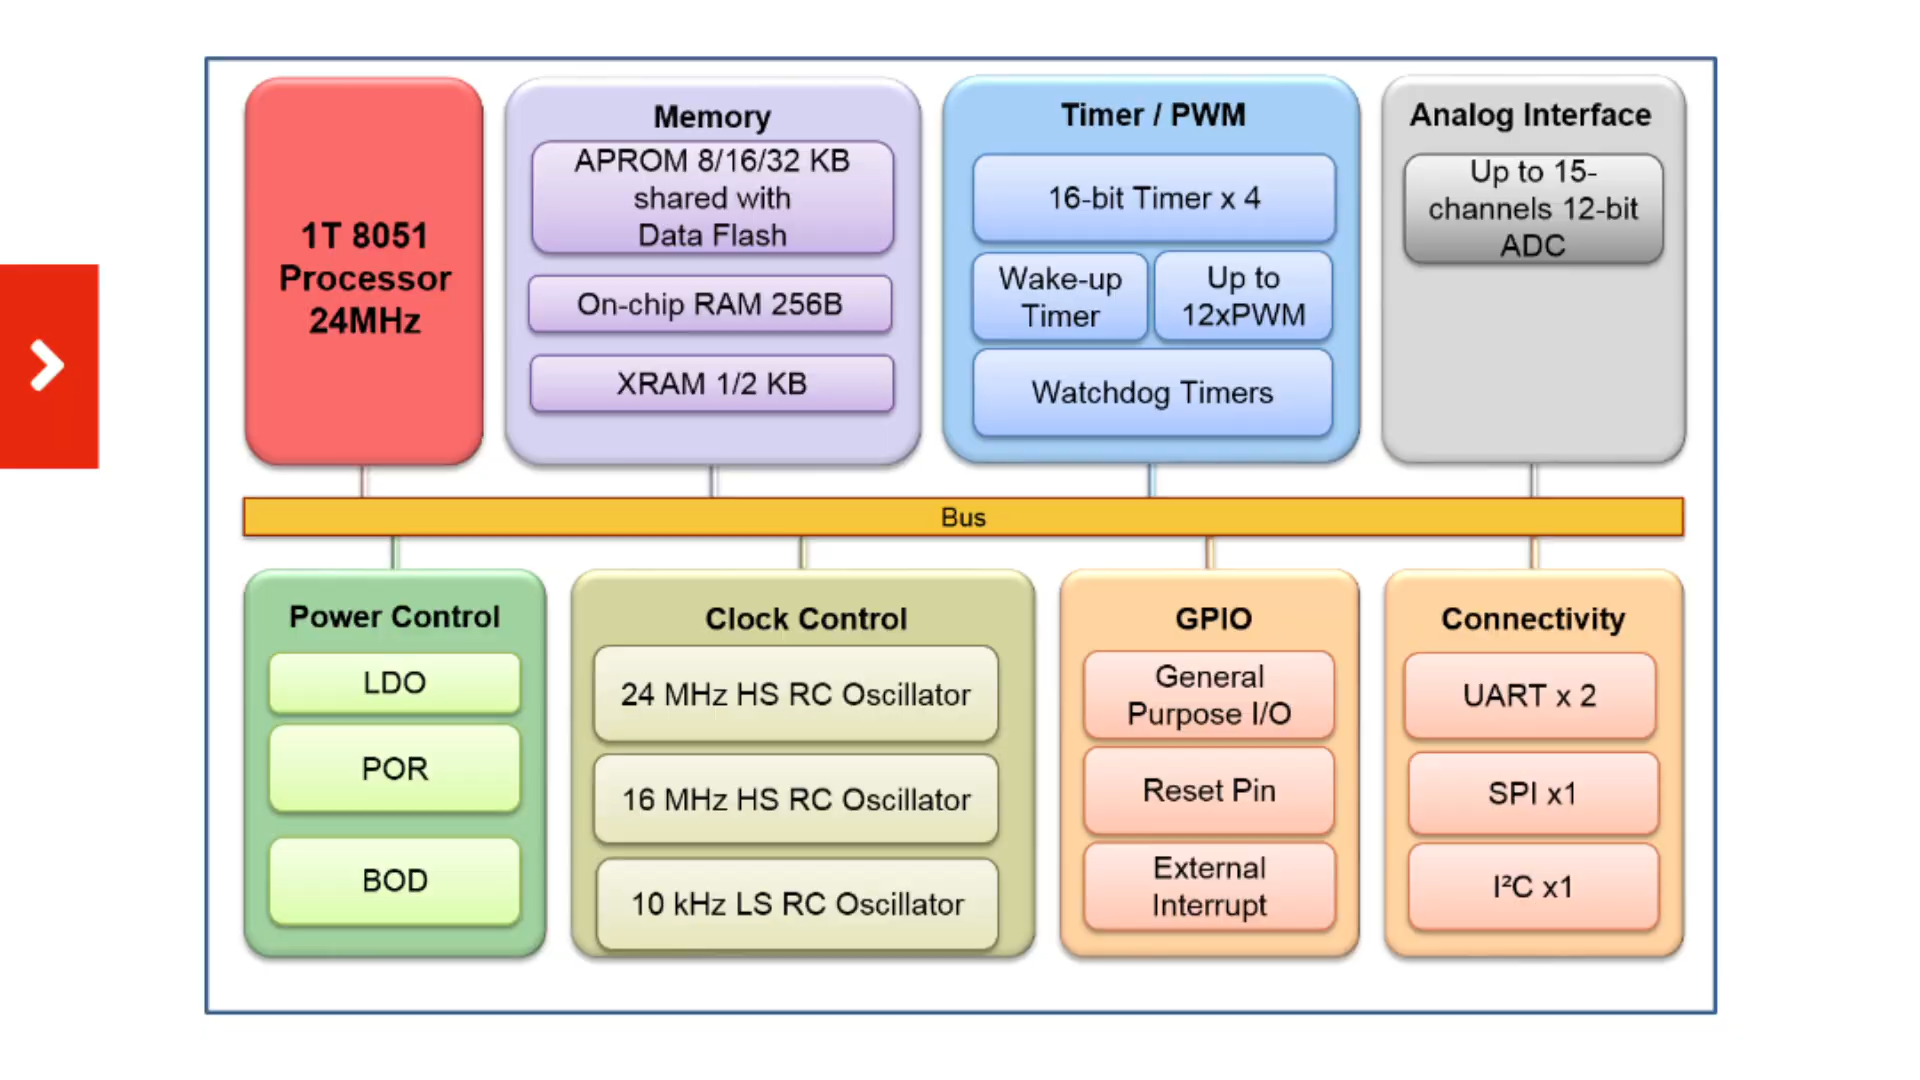 1T 8051
Processor
24MHz
Memory
APROM 8/16/32 KB
shared with
Data Flash
On-chip RAM 256B
XRAM 1/2 KB
Timer / PWM
16-bit Timer x 4
Wake-up
Timer
Up to
12xPWM
Watchdog Timers
Analog Interface
Up to 15-
channels 12-bit
ADC
Bus
Power Control
LDO
POR
BOD
Clock Control
24 MHz HS RC Oscillator
16 MHz HS RC Oscillator
10 kHz LS RC Oscillator
GPIO
General
Purpose I/O
Reset Pin
External
Interrupt
Connectivity
UART x 2
SPI x1
I²C x1